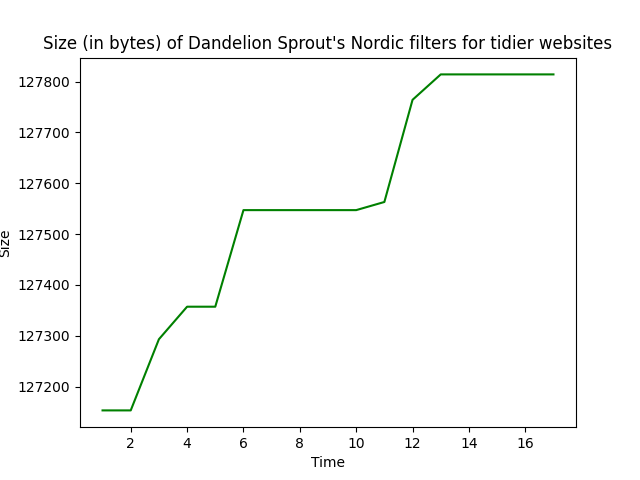 Size (in bytes) of Dandelion Sprout's Nordic filters for tidier websites
127800
127700
127600
127500
127400
127300
127200
Size
2 4 6 8 10 12 14 16
Time